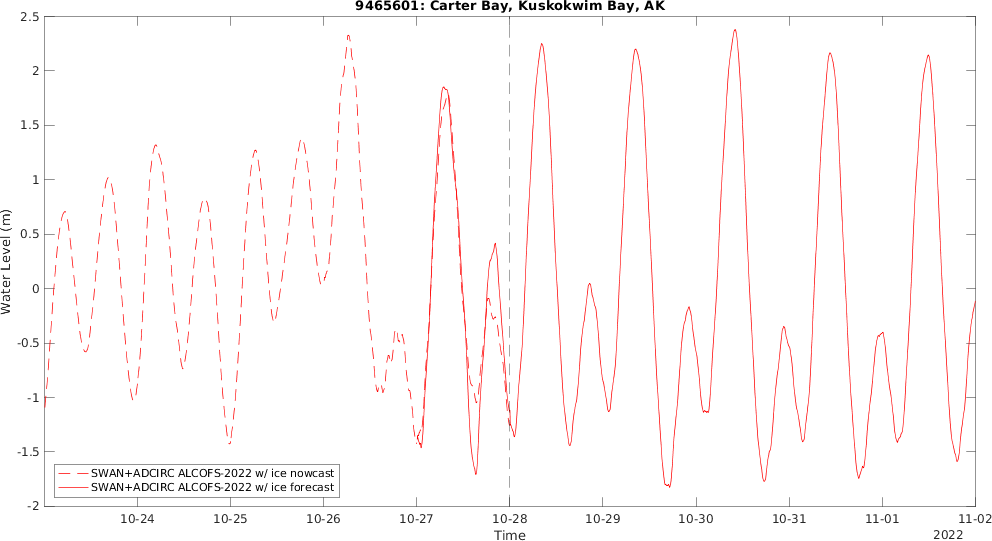 9465601: Carter Bay, Kuskokwim Bay, AK
2.5
2
1.5
1
0.5
0
-0.5
-1
-1.5
-2
Water Level (m)
SWAN+ADCIRC ALCOFS-2022 w/ ice nowcast
SWAN+ADCIRC ALCOFS-2022 w/ ice forecast
10-24 10-25 10-26 10-27 10-28 10-29 10-30 10-31 11-01 11-02
Time
2022